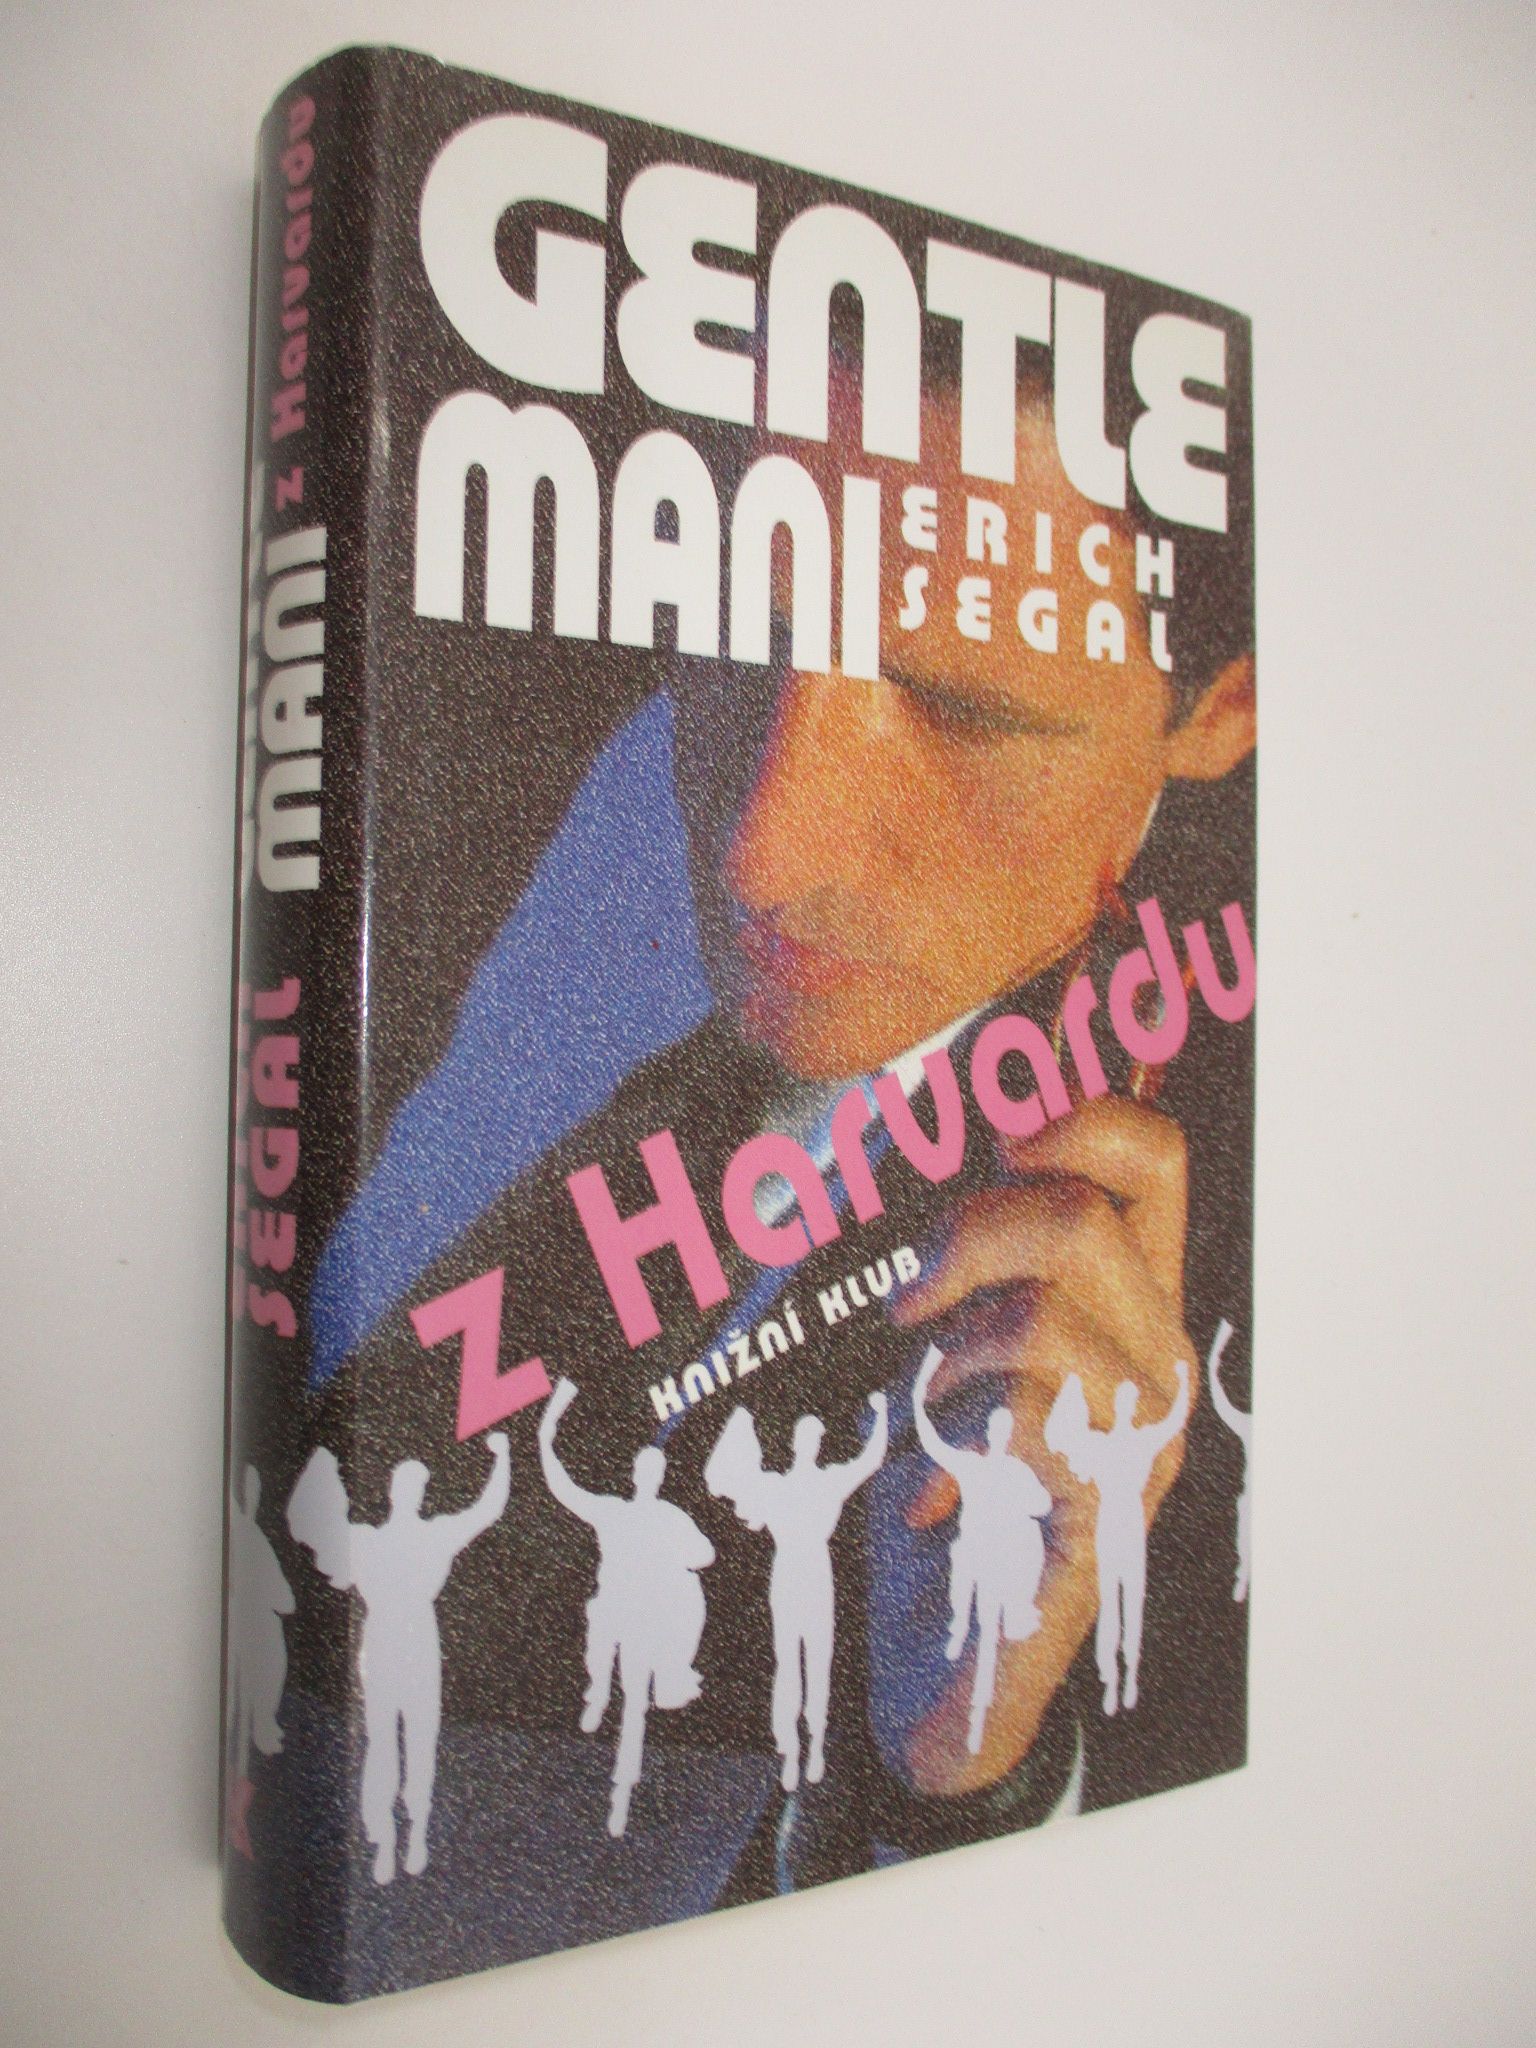 GENTLE
MANI
ERICH
SEGAL
z Harvardu
KNIŽNÍ KLUB
SEGAL MANI z Harvardu